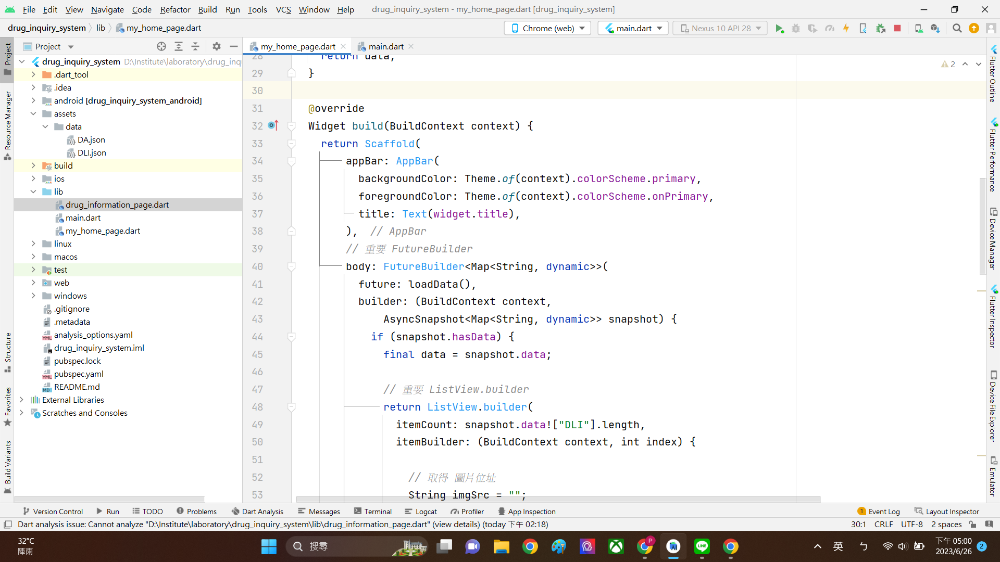 File Edit View Navigate Code Refactor Build Run Tools VCS Window Help drug_inquiry_system - my_home_page.dart [drug_inquiry_system]
drug_inquiry_system lib my_home_page.dart Chrome (web) main.dart Nexus 10 API 28
Project my_home_page.dart main.dart
drug_inquiry_system D:\Institute\laboratory\drug_inq
.dart_tool
.idea
android [drug_inquiry_system_android]
assets
data
DA.json
DLI.json
build
ios
lib
drug_information_page.dart
main.dart
my_home_page.dart
linux
macos
test
web
windows
.gitignore
.metadata
analysis_options.yaml
drug_inquiry_system.iml
pubspec.lock
pubspec.yaml
README.md
External Libraries
Scratches and Consoles
Project
Resource Manager
Structure
Favorites
Build Variants
28 return data;
29 }
30
31 @override
32 Widget build(BuildContext context) {
33 return Scaffold(
34 appBar: AppBar(
35 backgroundColor: Theme.of(context).colorScheme.primary,
36 foregroundColor: Theme.of(context).colorScheme.onPrimary,
37 title: Text(widget.title),
38 ), // AppBar
39 // 重要 FutureBuilder
40 body: FutureBuilder<Map<String, dynamic>>(
41 future: loadData(),
42 builder: (BuildContext context,
43 AsyncSnapshot<Map<String, dynamic>> snapshot) {
44 if (snapshot.hasData) {
45 final data = snapshot.data;
46
47 // 重要 ListView.builder
48 return ListView.builder(
49 itemCount: snapshot.data!["DLI"].length,
50 itemBuilder: (BuildContext context, int index) {
51
52 // 取得 圖片位址
53 String imgSrc = "";
2
Flutter Outline
Flutter Performance
Device Manager
Flutter Inspector
Device File Explorer
Emulator
Version Control Run TODO Problems Dart Analysis Messages Terminal Logcat Profiler App Inspection 1 Event Log Layout Inspector
Dart analysis issue: Cannot analyze "D:\Institute\laboratory\drug_inquiry_system\lib\drug_information_page.dart" (view details) (today 下午 02:18) 30:1 CRLF UTF-8 2 spaces
32°C
陣雨
搜尋
P
LINE
英
ㄅ
下午 05:00
2023/6/26
2